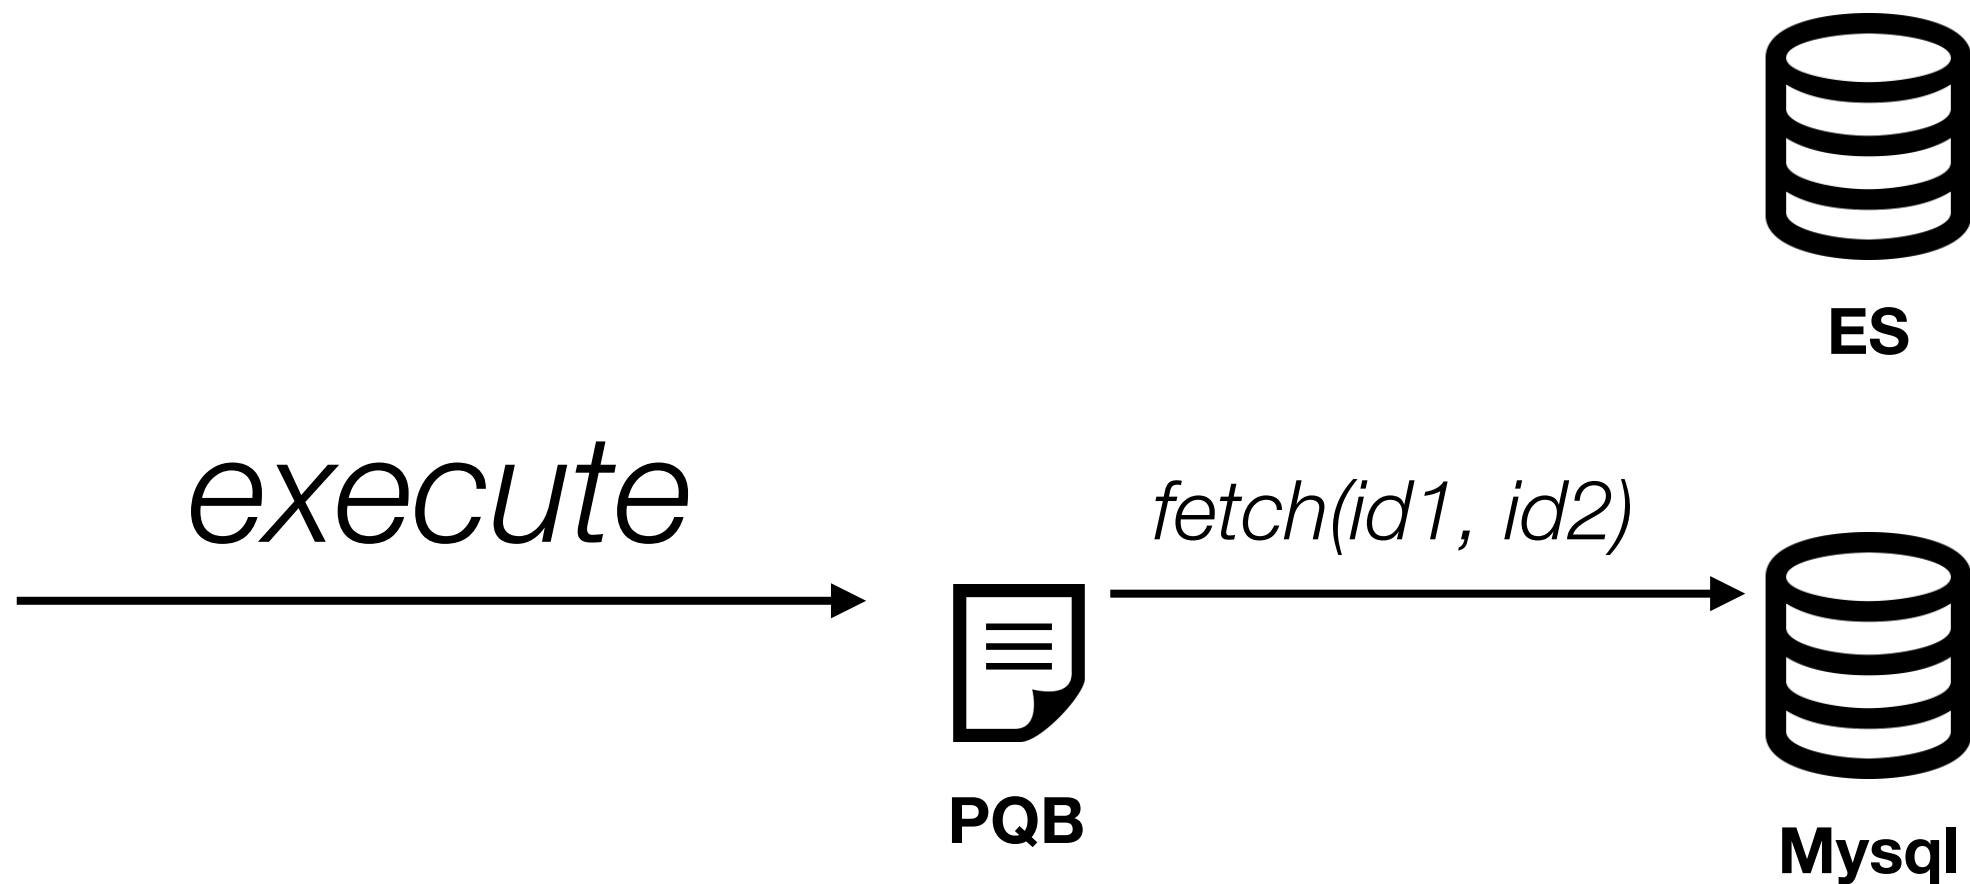 ES
execute
fetch(id1, id2)
PQB
Mysql